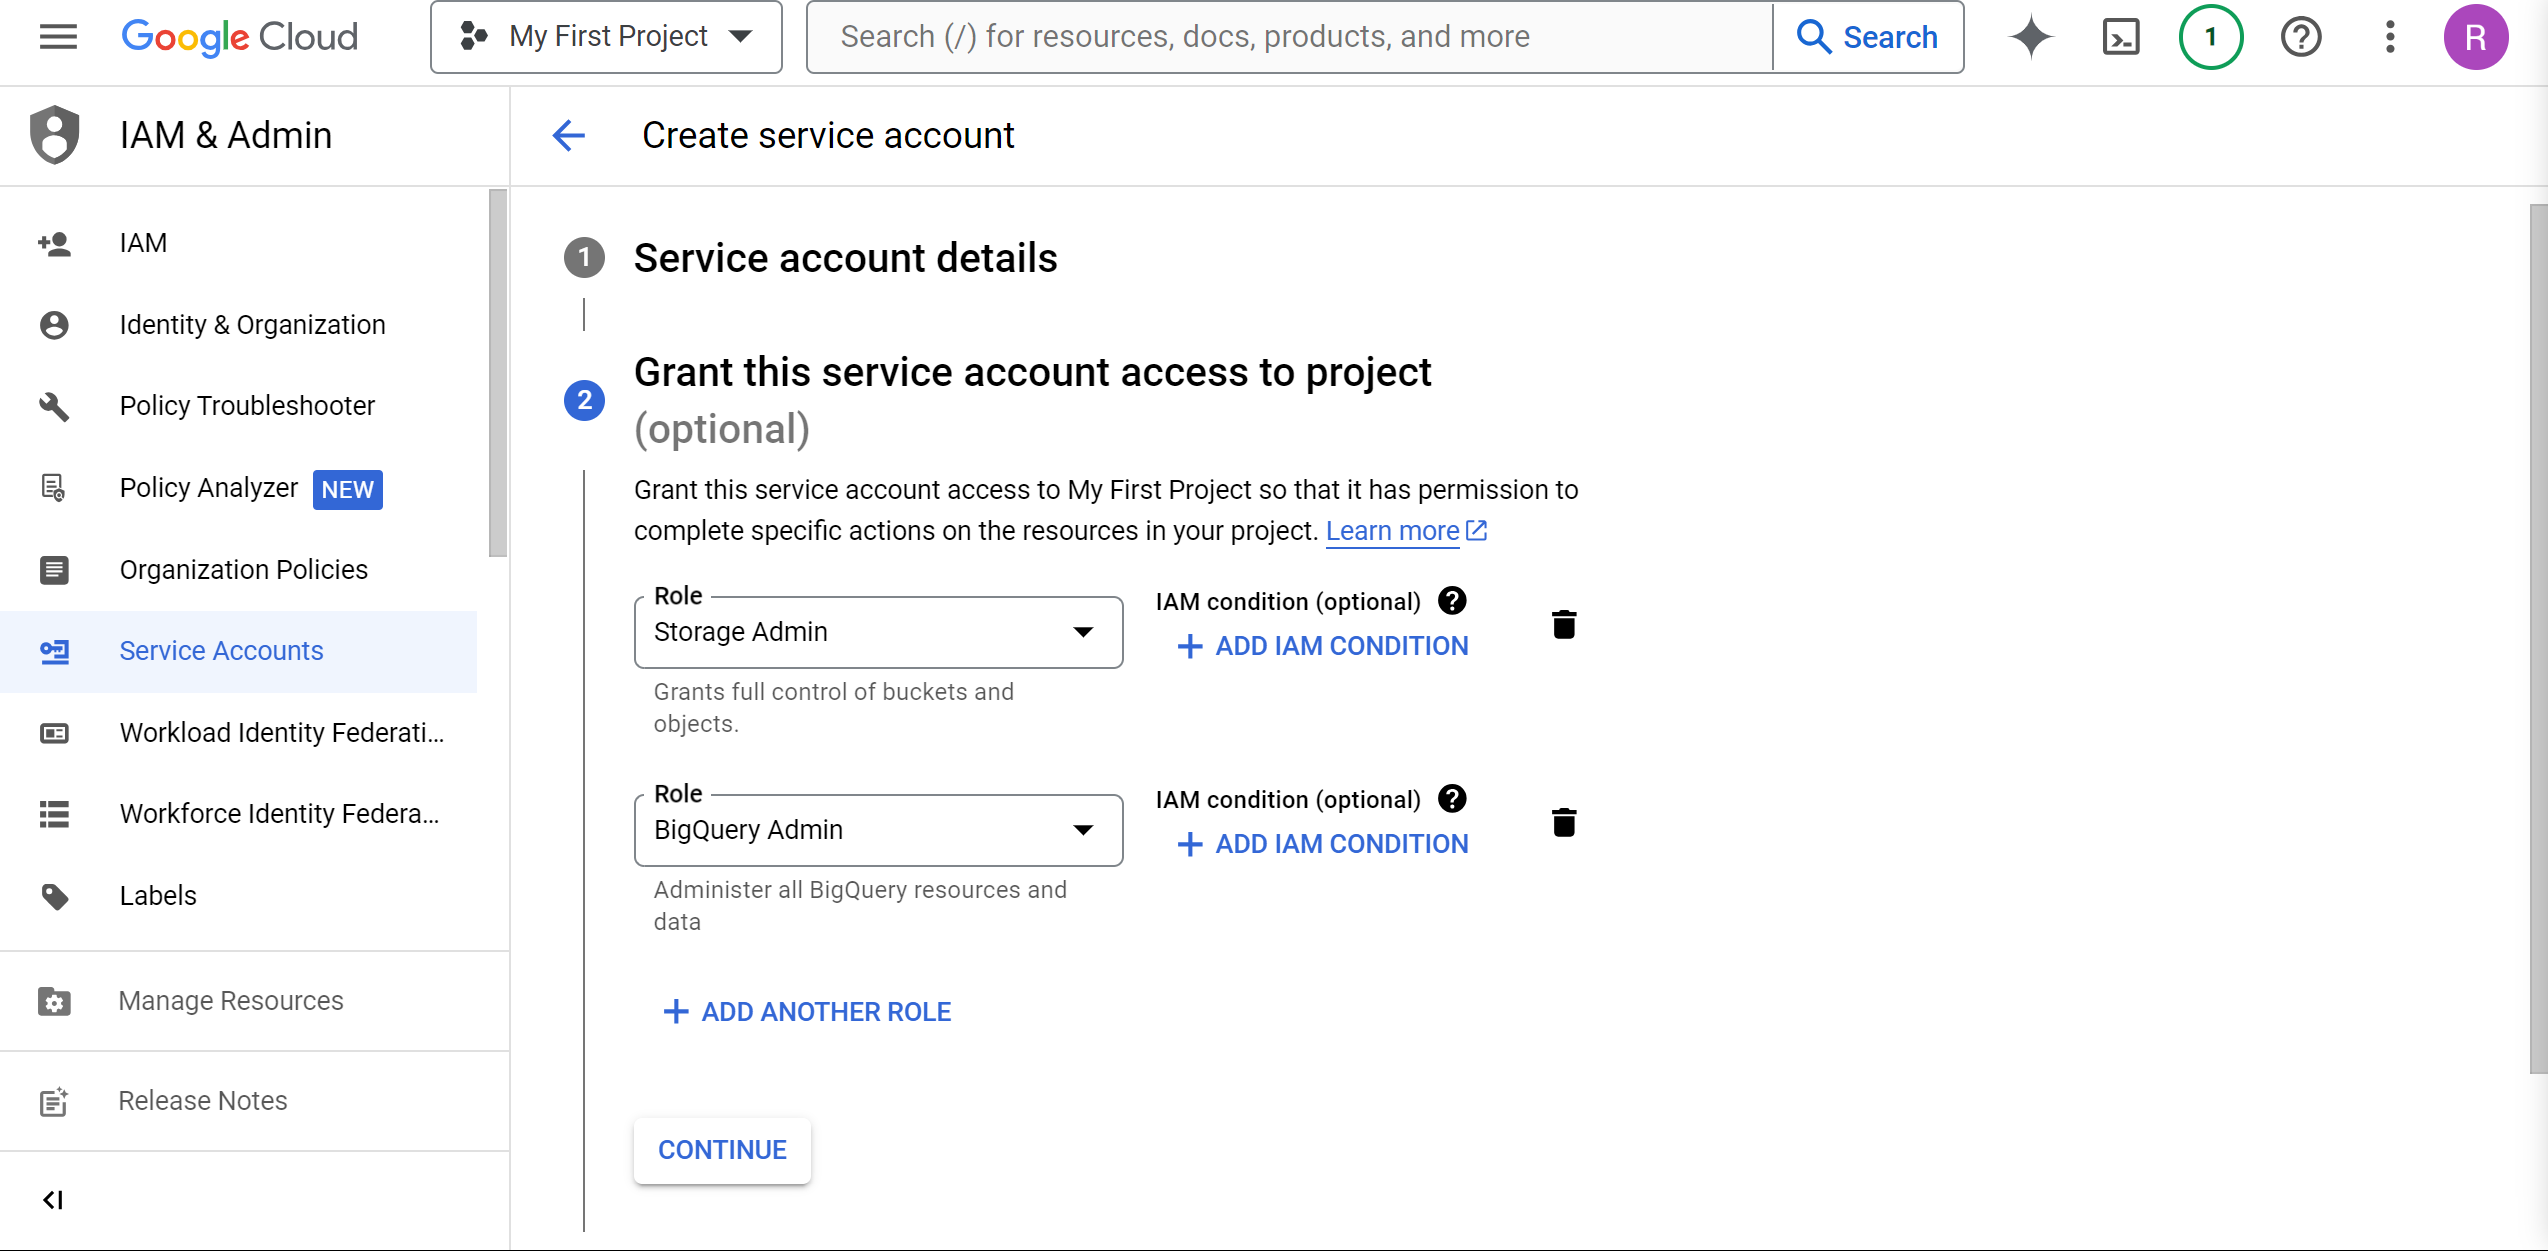 Google Cloud
My First Project
Search (/) for resources, docs, products, and more
Search
1
R
IAM & Admin
Create service account
IAM
Identity & Organization
Policy Troubleshooter
Policy Analyzer NEW
Organization Policies
Service Accounts
Workload Identity Federati...
Workforce Identity Federa...
Labels
Manage Resources
Release Notes
1 Service account details
2 Grant this service account access to project
(optional)
Grant this service account access to My First Project so that it has permission to
complete specific actions on the resources in your project. Learn more
Role
Storage Admin
IAM condition (optional)
+ ADD IAM CONDITION
Grants full control of buckets and
objects.
Role
BigQuery Admin
IAM condition (optional)
+ ADD IAM CONDITION
Administer all BigQuery resources and
data
+ ADD ANOTHER ROLE
CONTINUE